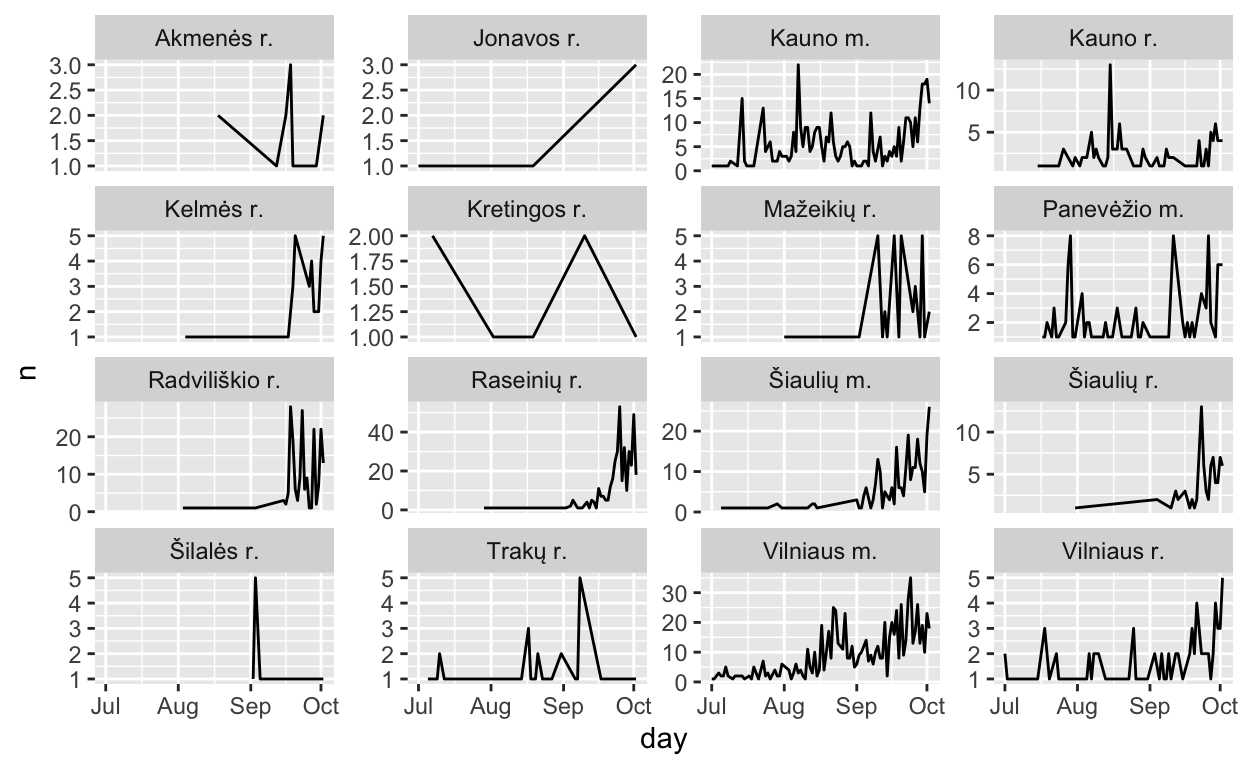 Akmenės r. Jonavos r. Kauno m. Kauno r.
3.0 3.0 20 10
2.5 2.5 15 5
2.0 2.0 10
1.5 1.5 5
1.0 1.0 0
Kelmės r. Kretingos r. Mažeikių r. Panevėžio m.
5 2.00 5 8
4 1.75 4 6
3 1.50 3 4
2 1.25 2 2
1 1.00 1
n
Radviliškio r. Raseinių r. Šiaulių m. Šiaulių r.
20 40 20 10
10 20 10 5
0 0 0
Šilalės r. Trakų r. Vilniaus m. Vilniaus r.
5 5 30 5
4 4 20 4
3 3 10 3
2 2 0 2
1 1 1
Jul Aug Sep Oct Jul Aug Sep Oct Jul Aug Sep Oct Jul Aug Sep Oct
day